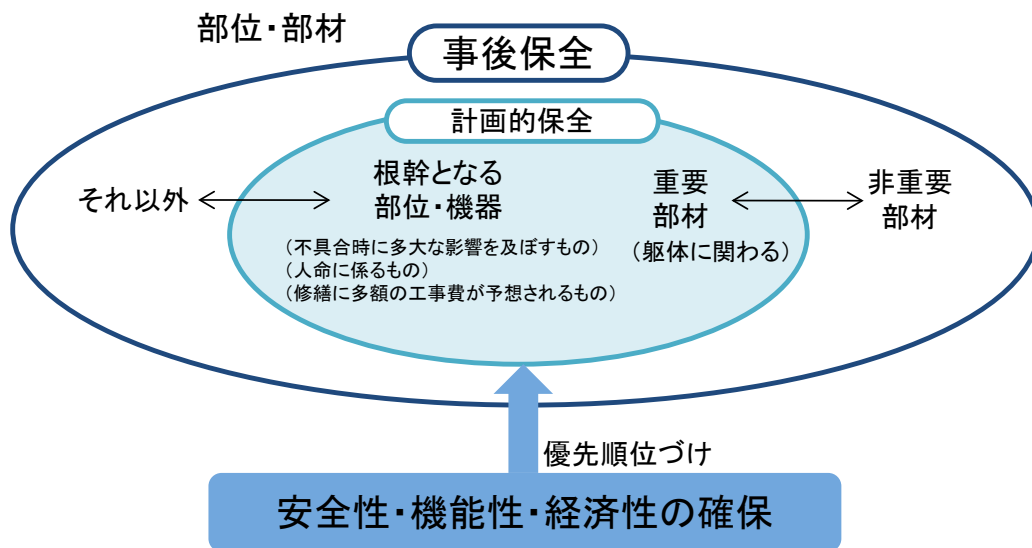 部位・部材
事後保全
計画的保全
それ以外
根幹となる
部位・機器
（不具合時に多大な影響を及ぼすもの）
（人命に係るもの）
（修繕に多額の工事費が予想されるもの）
重要
部材
（躯体に関わる）
非重要
部材
優先順位づけ
安全性・機能性・経済性の確保